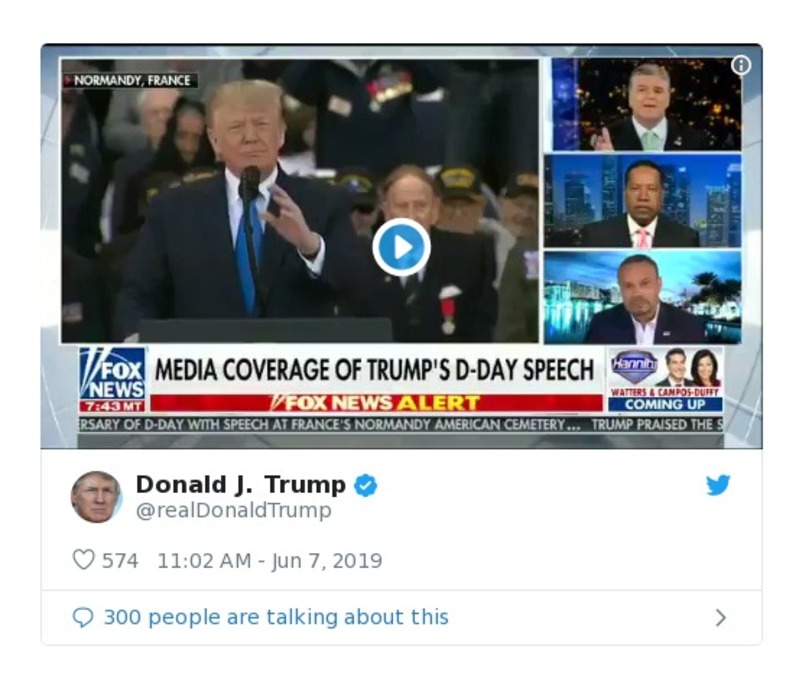 NORMANDY, FRANCE
FOX
NEWS
7:43 MT
MEDIA COVERAGE OF TRUMP'S D-DAY SPEECH
FOX NEWS ALERT
Hannity
WATTERS & CAMPOS-DUFFY
COMING UP
ERSARY OF D-DAY WITH SPEECH AT FRANCE'S NORMANDY AMERICAN CEMETERY... TRUMP PRAISED THE S
Donald J. Trump
@realDonaldTrump
574 11:02 AM - Jun 7, 2019
300 people are talking about this